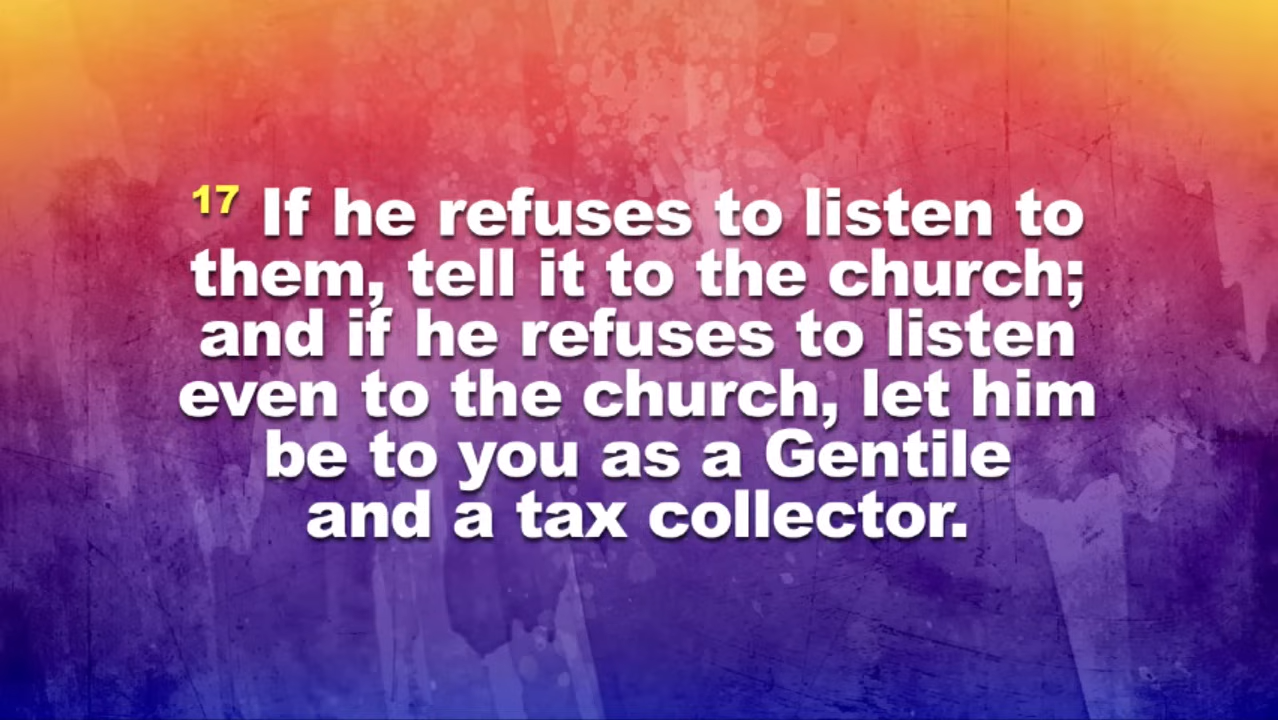 17 If he refuses to listen to
them, tell it to the church;
and if he refuses to listen
even to the church, let him
be to you as a Gentile
and a tax collector.